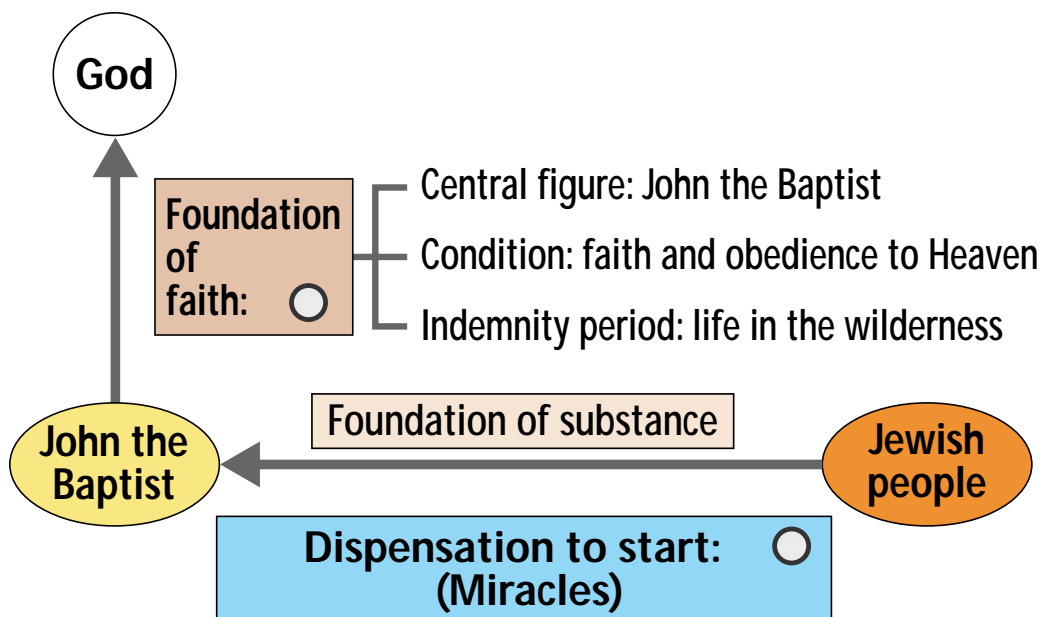 God
Foundation
of
faith:
Central figure: John the Baptist
Condition: faith and obedience to Heaven
Indemnity period: life in the wilderness
Foundation of substance
John the
Baptist
Jewish
people
Dispensation to start:
(Miracles)